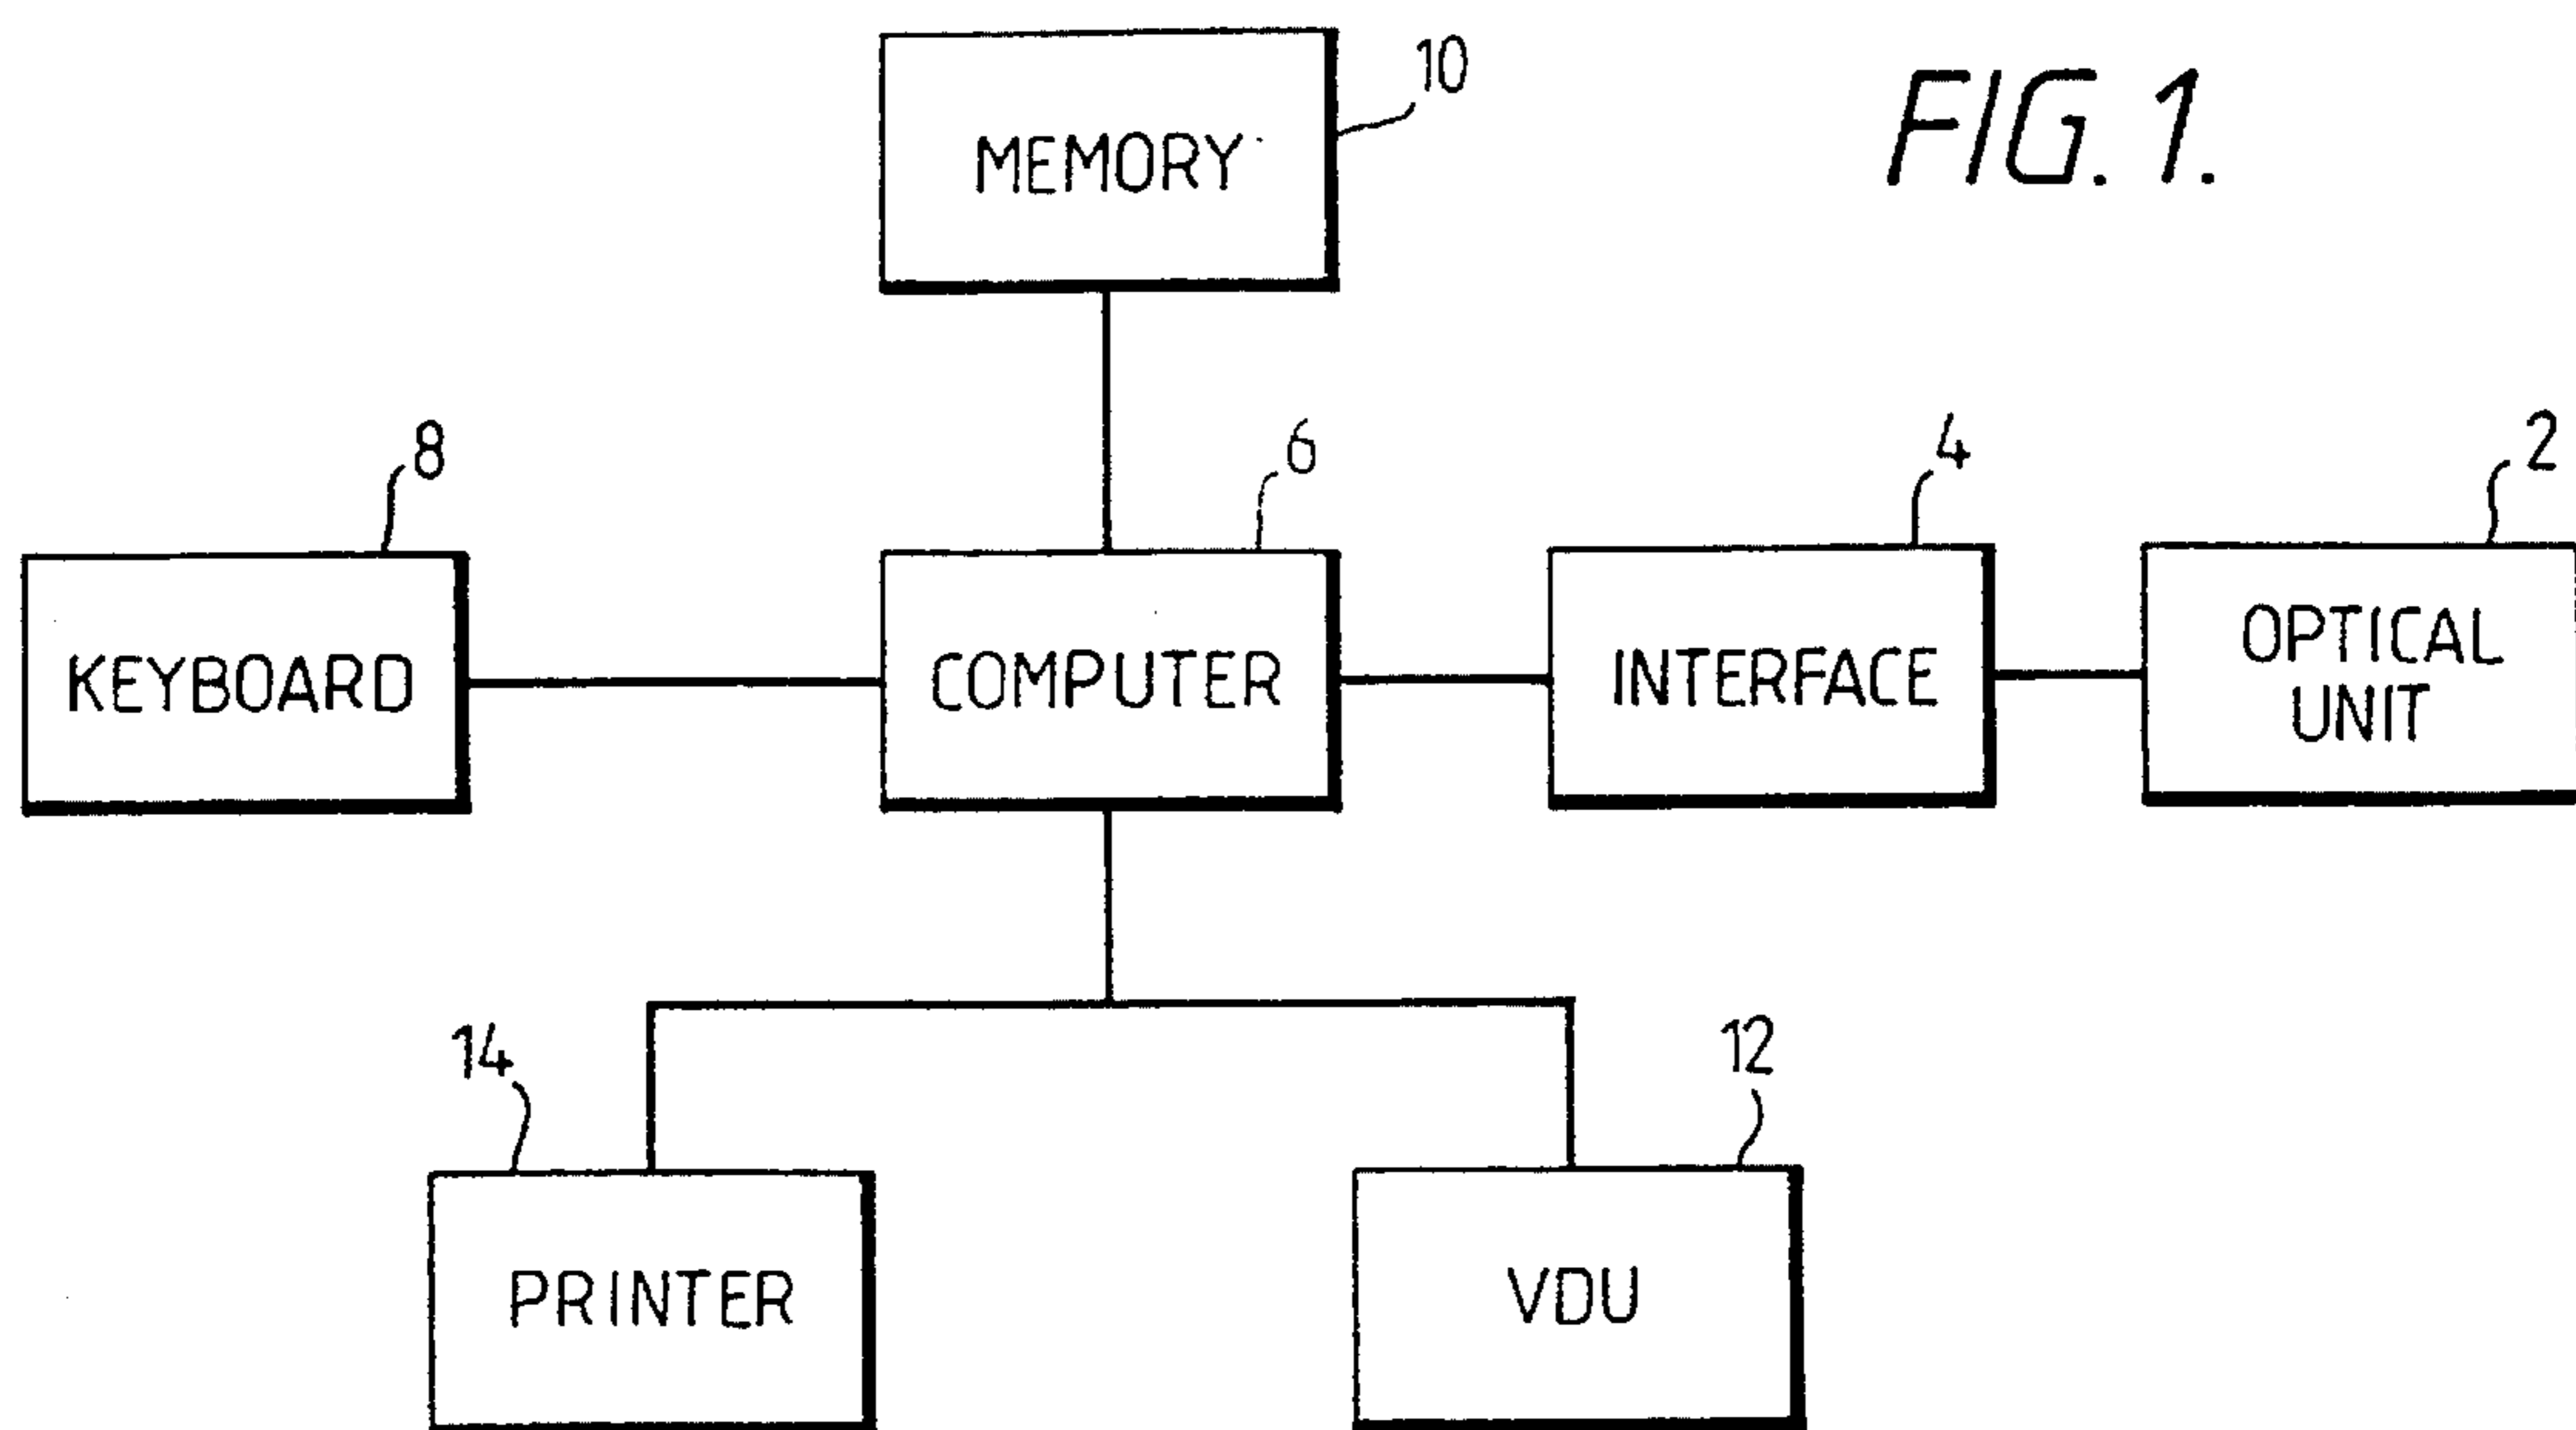 FIG. 1.
10
MEMORY
8
6
4
2
KEYBOARD
COMPUTER
INTERFACE
OPTICAL
UNIT
14
12
PRINTER
VDU